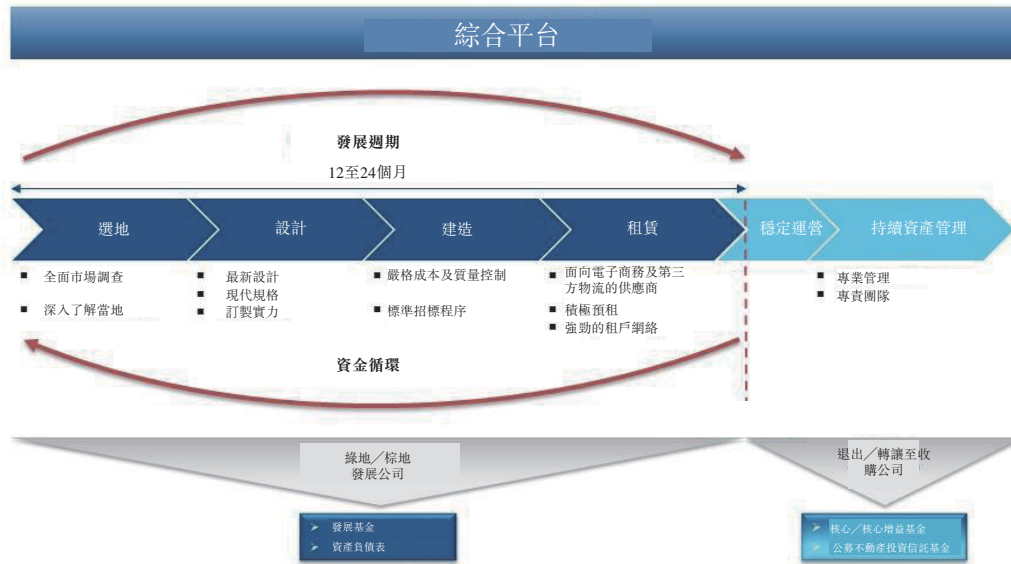 綜合平台
發展週期
12至24個月
選地
設計
建造
租賃
穩定運營
持續資產管理
■ 全面市場調查
■ 深入了解當地
■ 最新設計
■ 現代規格
■ 訂製實力
■ 嚴格成本及質量控制
■ 標準招標程序
■ 面向電子商務及第三
方物流的供應商
■ 積極預租
■ 強勁的租戶網絡
■ 專業管理
■ 專責團隊
資金循環
綠地／棕地
發展公司
退出／轉讓至收
購公司
➢ 發展基金
➢ 資產負債表
➢ 核心／核心增益基金
➢ 公募不動產投資信託基金